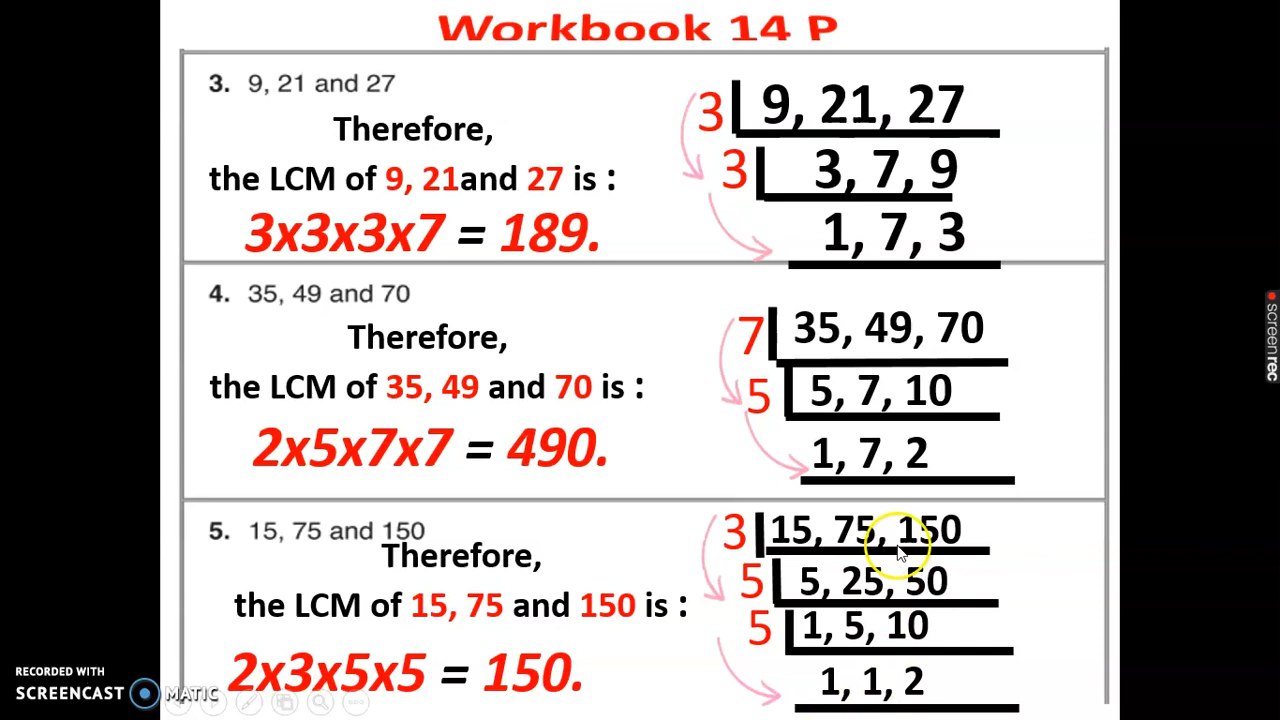 Workbook 14 P
3. 9, 21 and 27
Therefore,
the LCM of 9, 21and 27 is :
3x3x3x7 = 189.
3 9, 21, 27
3 3, 7, 9
1, 7, 3
4. 35, 49 and 70
Therefore,
the LCM of 35, 49 and 70 is :
2x5x7x7 = 490.
7 35, 49, 70
5 5, 7, 10
1, 7, 2
5. 15, 75 and 150
Therefore,
the LCM of 15, 75 and 150 is :
2x3x5x5 = 150.
3 15, 75, 150
5 5, 25, 50
5 1, 5, 10
1, 1, 2
RECORDED WITH
SCREENCAST MATIC
screenrec